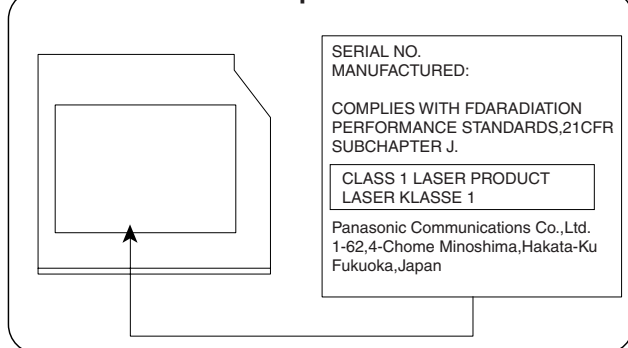 SERIAL NO.
MANUFACTURED:
COMPLIES WITH FDARADIATION
PERFORMANCE STANDARDS,21CFR
SUBCHAPTER J.
CLASS 1 LASER PRODUCT
LASER KLASSE 1
Panasonic Communications Co.,Ltd.
1-62,4-Chome Minoshima,Hakata-Ku
Fukuoka,Japan